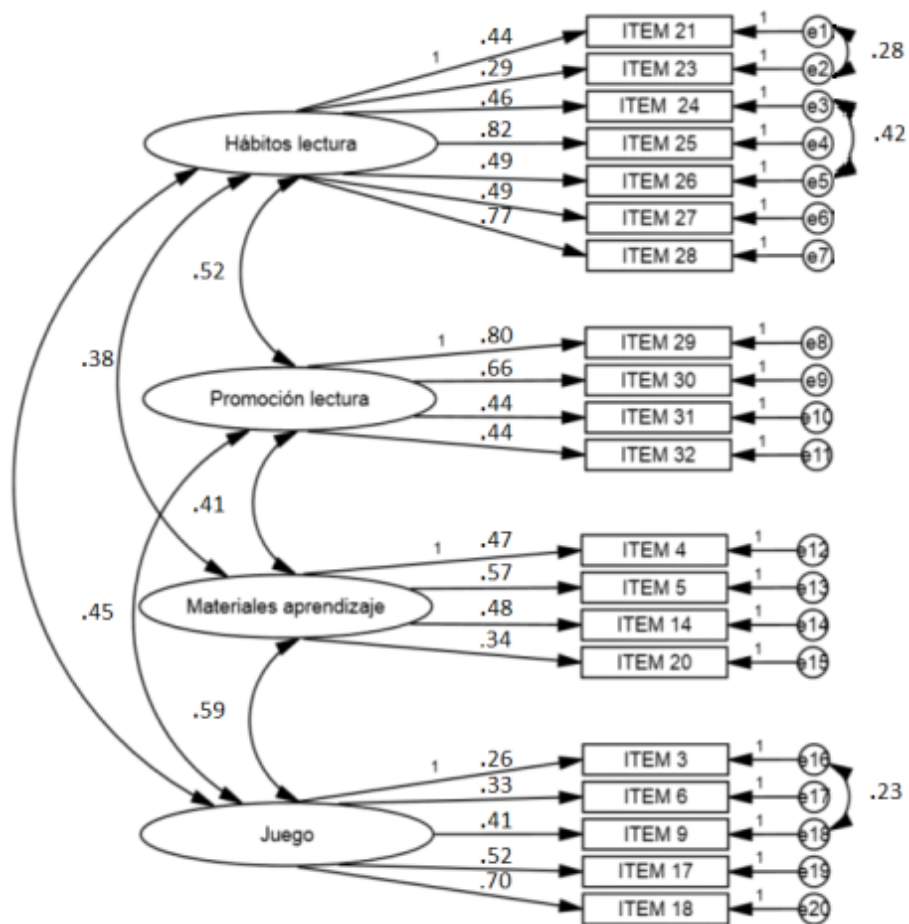 .44
1
ITEM 21
1
e1
.28
.29
ITEM 23
1
e2
.46
ITEM 24
1
e3
.42
Hábitos lectura
.82
ITEM 25
1
e4
.49
ITEM 26
1
e5
.49
ITEM 27
1
e6
.77
ITEM 28
1
e7
.52
.38
1
.80
ITEM 29
1
e8
.66
ITEM 30
1
e9
Promoción lectura
.44
ITEM 31
1
e10
.44
ITEM 32
1
e11
.41
1
.47
ITEM 4
1
e12
.57
ITEM 5
1
e13
Materiales aprendizaje
.45
.48
ITEM 14
1
e14
.34
ITEM 20
1
e15
.59
1
.26
ITEM 3
1
e16
.33
ITEM 6
1
e17
.23
Juego
.41
ITEM 9
1
e18
.52
ITEM 17
1
e19
.70
ITEM 18
1
e20